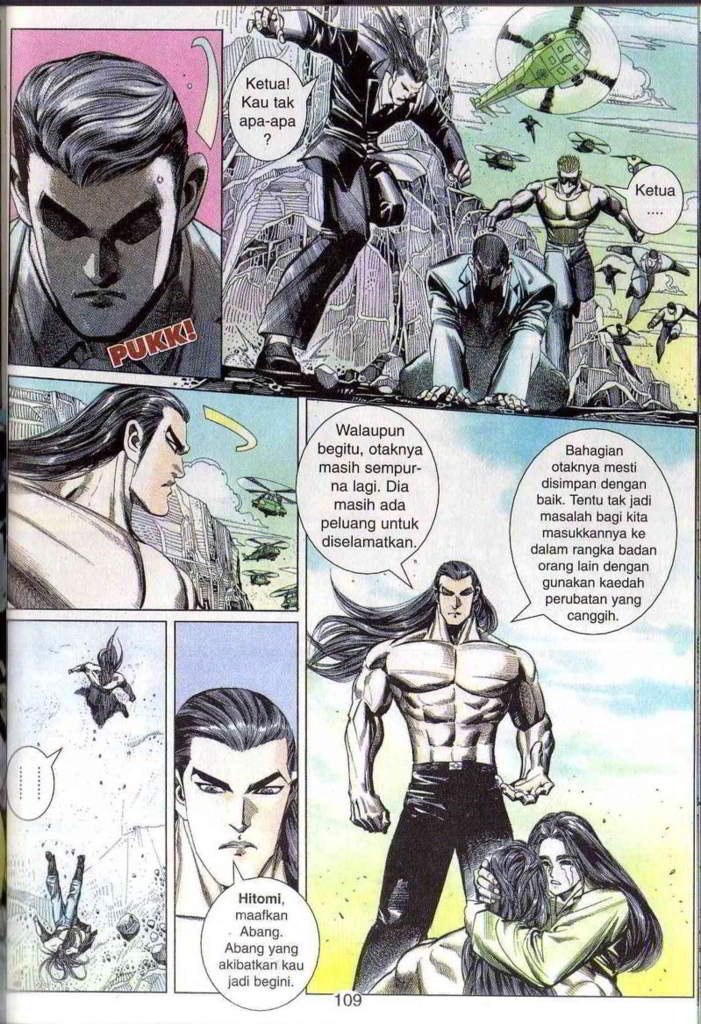 Ketua!
Kau tak
apa-apa
?
Ketua
....
PUKK!
Walaupun
begitu, otaknya
masih sempur-
na lagi. Dia
masih ada
peluang untuk
diselamatkan.
Bahagian
otaknya mesti
disimpan dengan
baik. Tentu tak jadi
masalah bagi kita
masukkannya ke
dalam rangka badan
orang lain dengan
gunakan kaedah
perubatan yang
canggih.
Hitomi,
maafkan
Abang.
Abang yang
akibatkan kau
jadi begini.
109